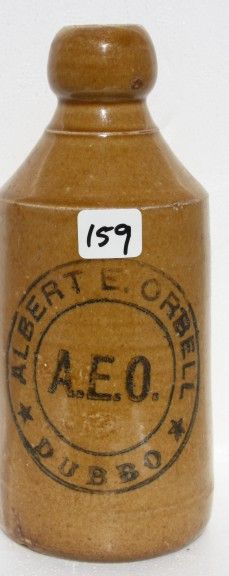 159
ALBERT E. ORBELL
A.E.O.
DUBBO